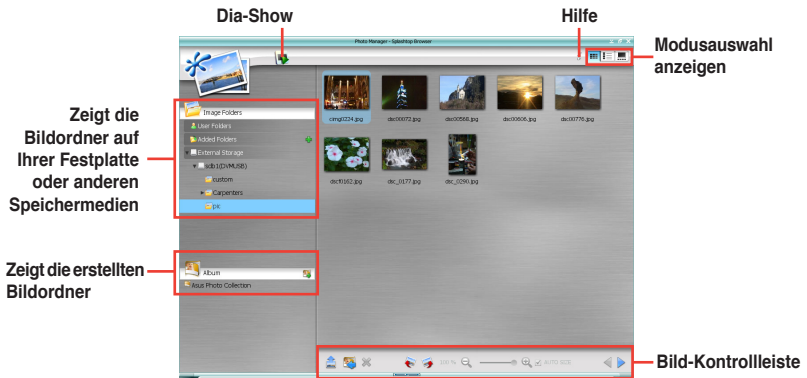 Dia-Show
Hilfe
Modusauswahl
anzeigen
Photo Manager - Splashtop Browser
Zeigt die
Bildordner auf
Ihrer Festplatte
oder anderen
Speichermedien
Image Folders
User Folders
Added Folders
External Storage
sdb1(DVMUSB)
custom
Carpenters
pic
cimg0234.jpg
dsc00072.jpg
dsc00568.jpg
dsc00606.jpg
dsc00776.jpg
dscf0162.jpg
dsc_0177.jpg
dsc_0290.jpg
Zeigt die erstellten
Bildordner
Album
Asus Photo Collection
100 %
AUTO SIZE
Bild-Kontrollleiste